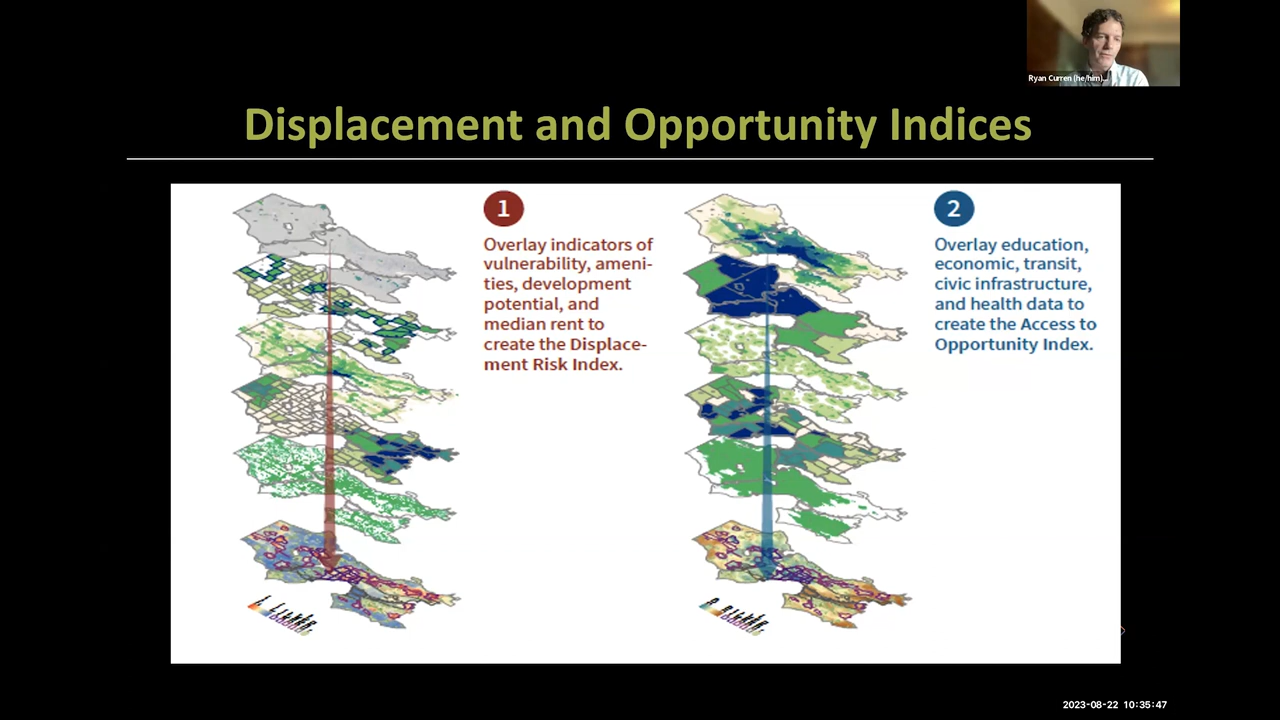 Ryan Curren (he/him)...
Displacement and Opportunity Indices
1
Overlay indicators of
vulnerability, ameni-
ties, development
potential, and
median rent to
create the Displace-
ment Risk Index.
2
Overlay education,
economic, transit,
civic infrastructure,
and health data to
create the Access to
Opportunity Index.
2023-08-22 10:35:47